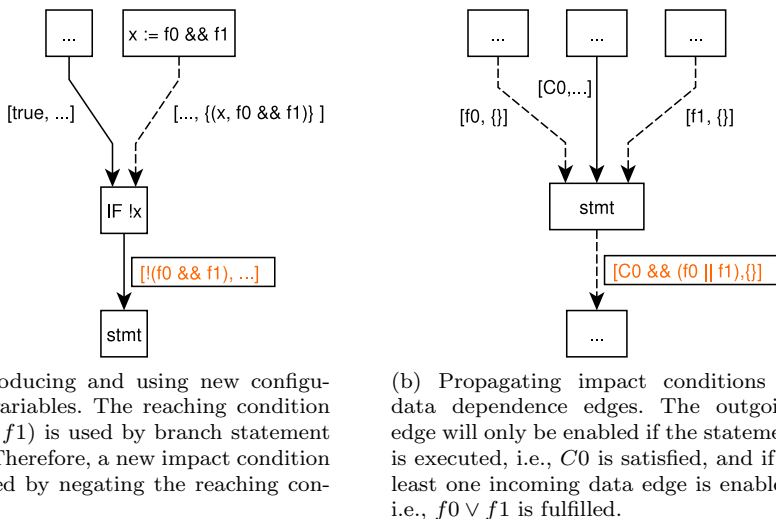 ...
x := f0 && f1
[true, ...]
[..., {(x, f0 && f1)} ]
IF !x
[!(f0 && f1), ...]
stmt
oducing and using new configu-
ariables. The reaching condition
f1) is used by branch statement
Therefore, a new impact condition
ed by negating the reaching con-
...
...
...
[f0, {}]
[C0,...]
[f1, {}]
stmt
[C0 && (f0 || f1),{}]
...
(b) Propagating impact conditions
data dependence edges. The outgoi
edge will only be enabled if the stateme
is executed, i.e., C0 is satisfied, and if
least one incoming data edge is enable
i.e., f0 ∨ f1 is fulfilled.